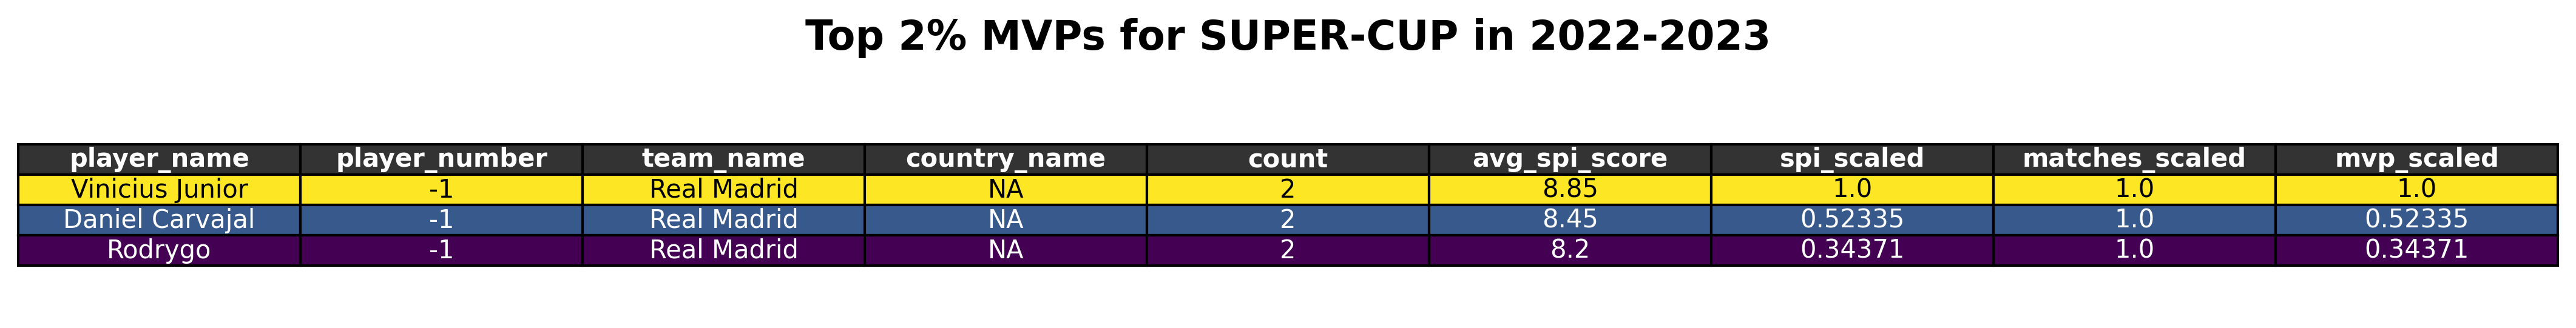 Top 2% MVPs for SUPER-CUP in 2022-2023
player_name player_number team_name country_name count avg_spi_score spi_scaled matches_scaled mvp_scaled
Vinicius Junior -1 Real Madrid NA 2 8.85 1.0 1.0 1.0
Daniel Carvajal -1 Real Madrid NA 2 8.45 0.52335 1.0 0.52335
Rodrygo -1 Real Madrid NA 2 8.2 0.34371 1.0 0.34371